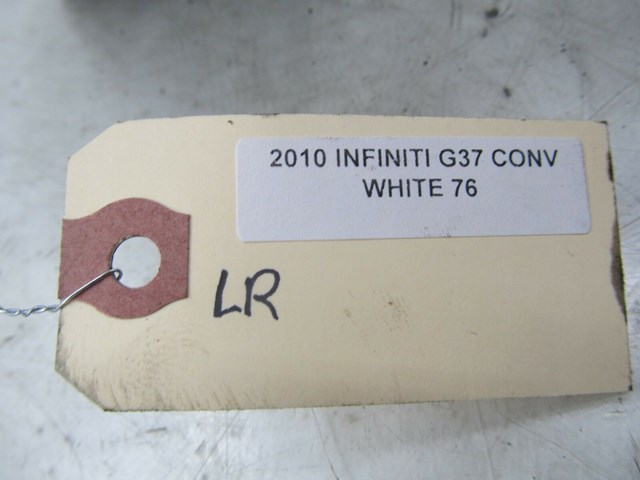 2010 INFINITI G37 CONV
WHITE 76
LR